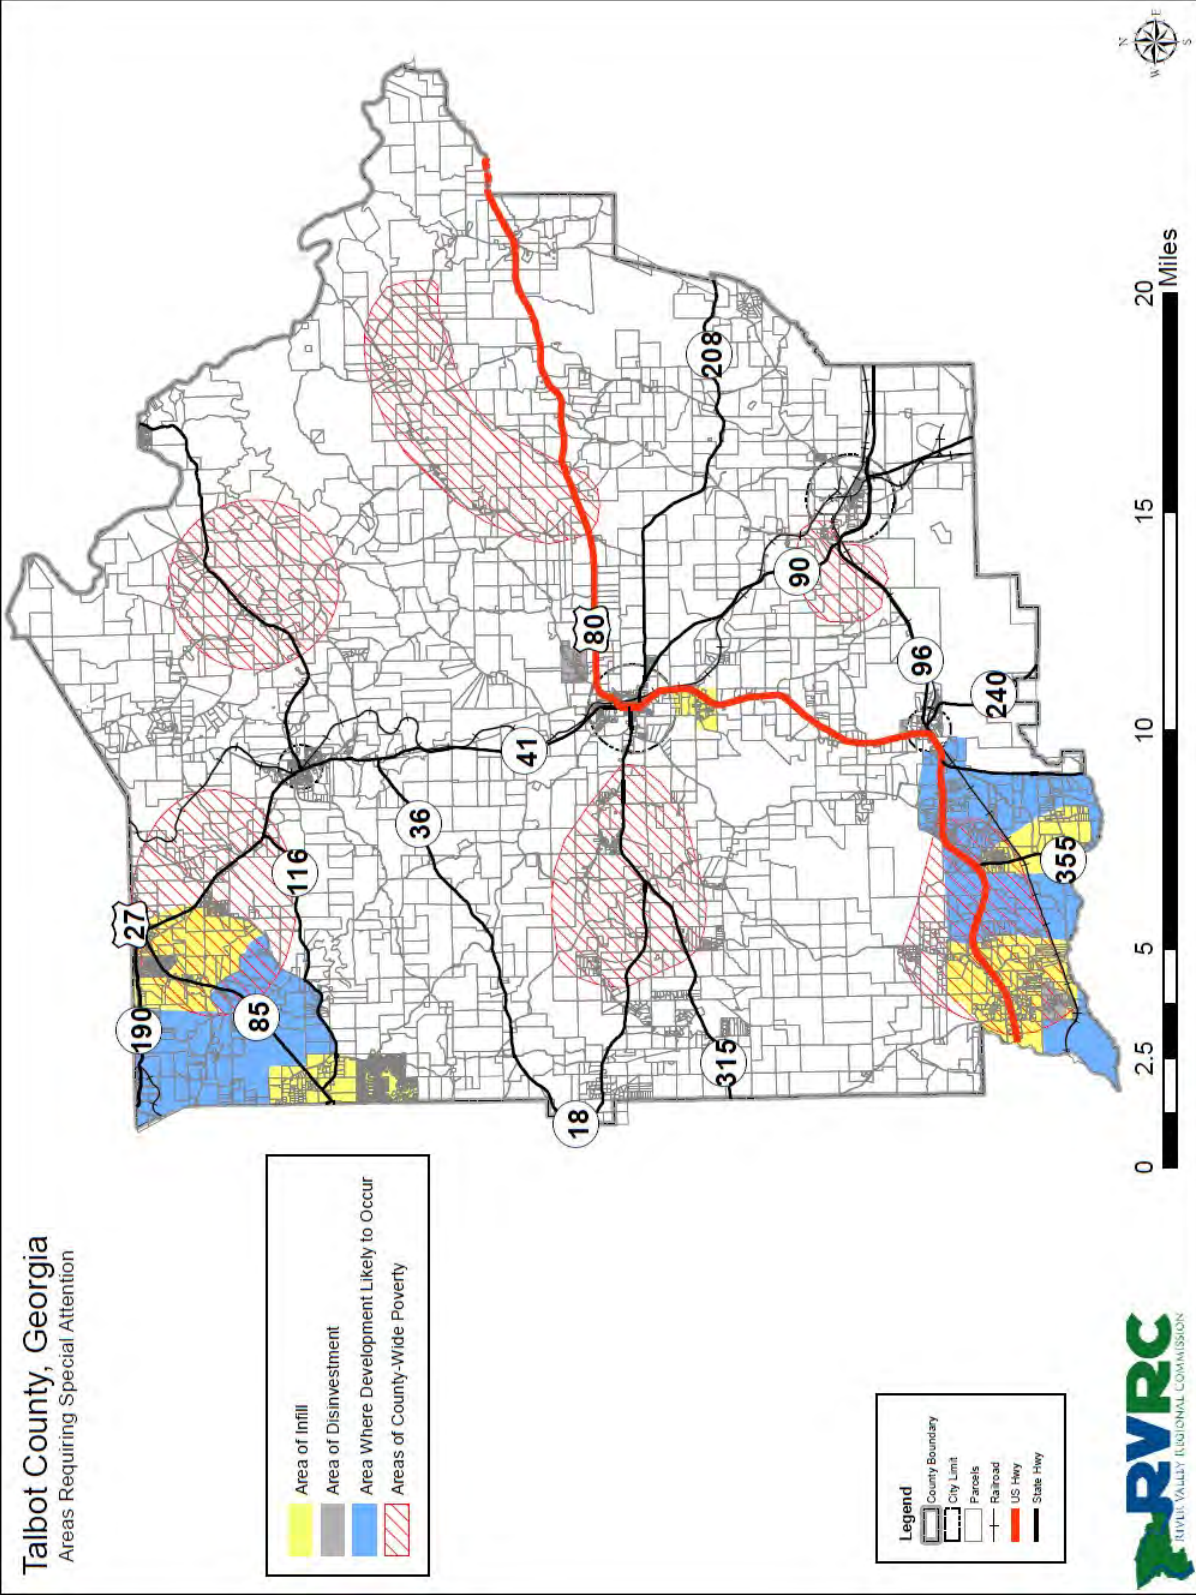 Talbot County, Georgia
Areas Requiring Special Attention
Area of Infill
Area of Disinvestment
Area Where Development Likely to Occur
Areas of County-Wide Poverty
Legend
County Boundary
City Limit
Parcels
Railroad
US Hwy
State Hwy
RVRC
RIVER VALLEY REGIONAL COMMISSION
190
27
85
116
36
41
18
315
80
208
90
96
240
355
0
2.5
5
10
15
20
Miles
N
E
S
W